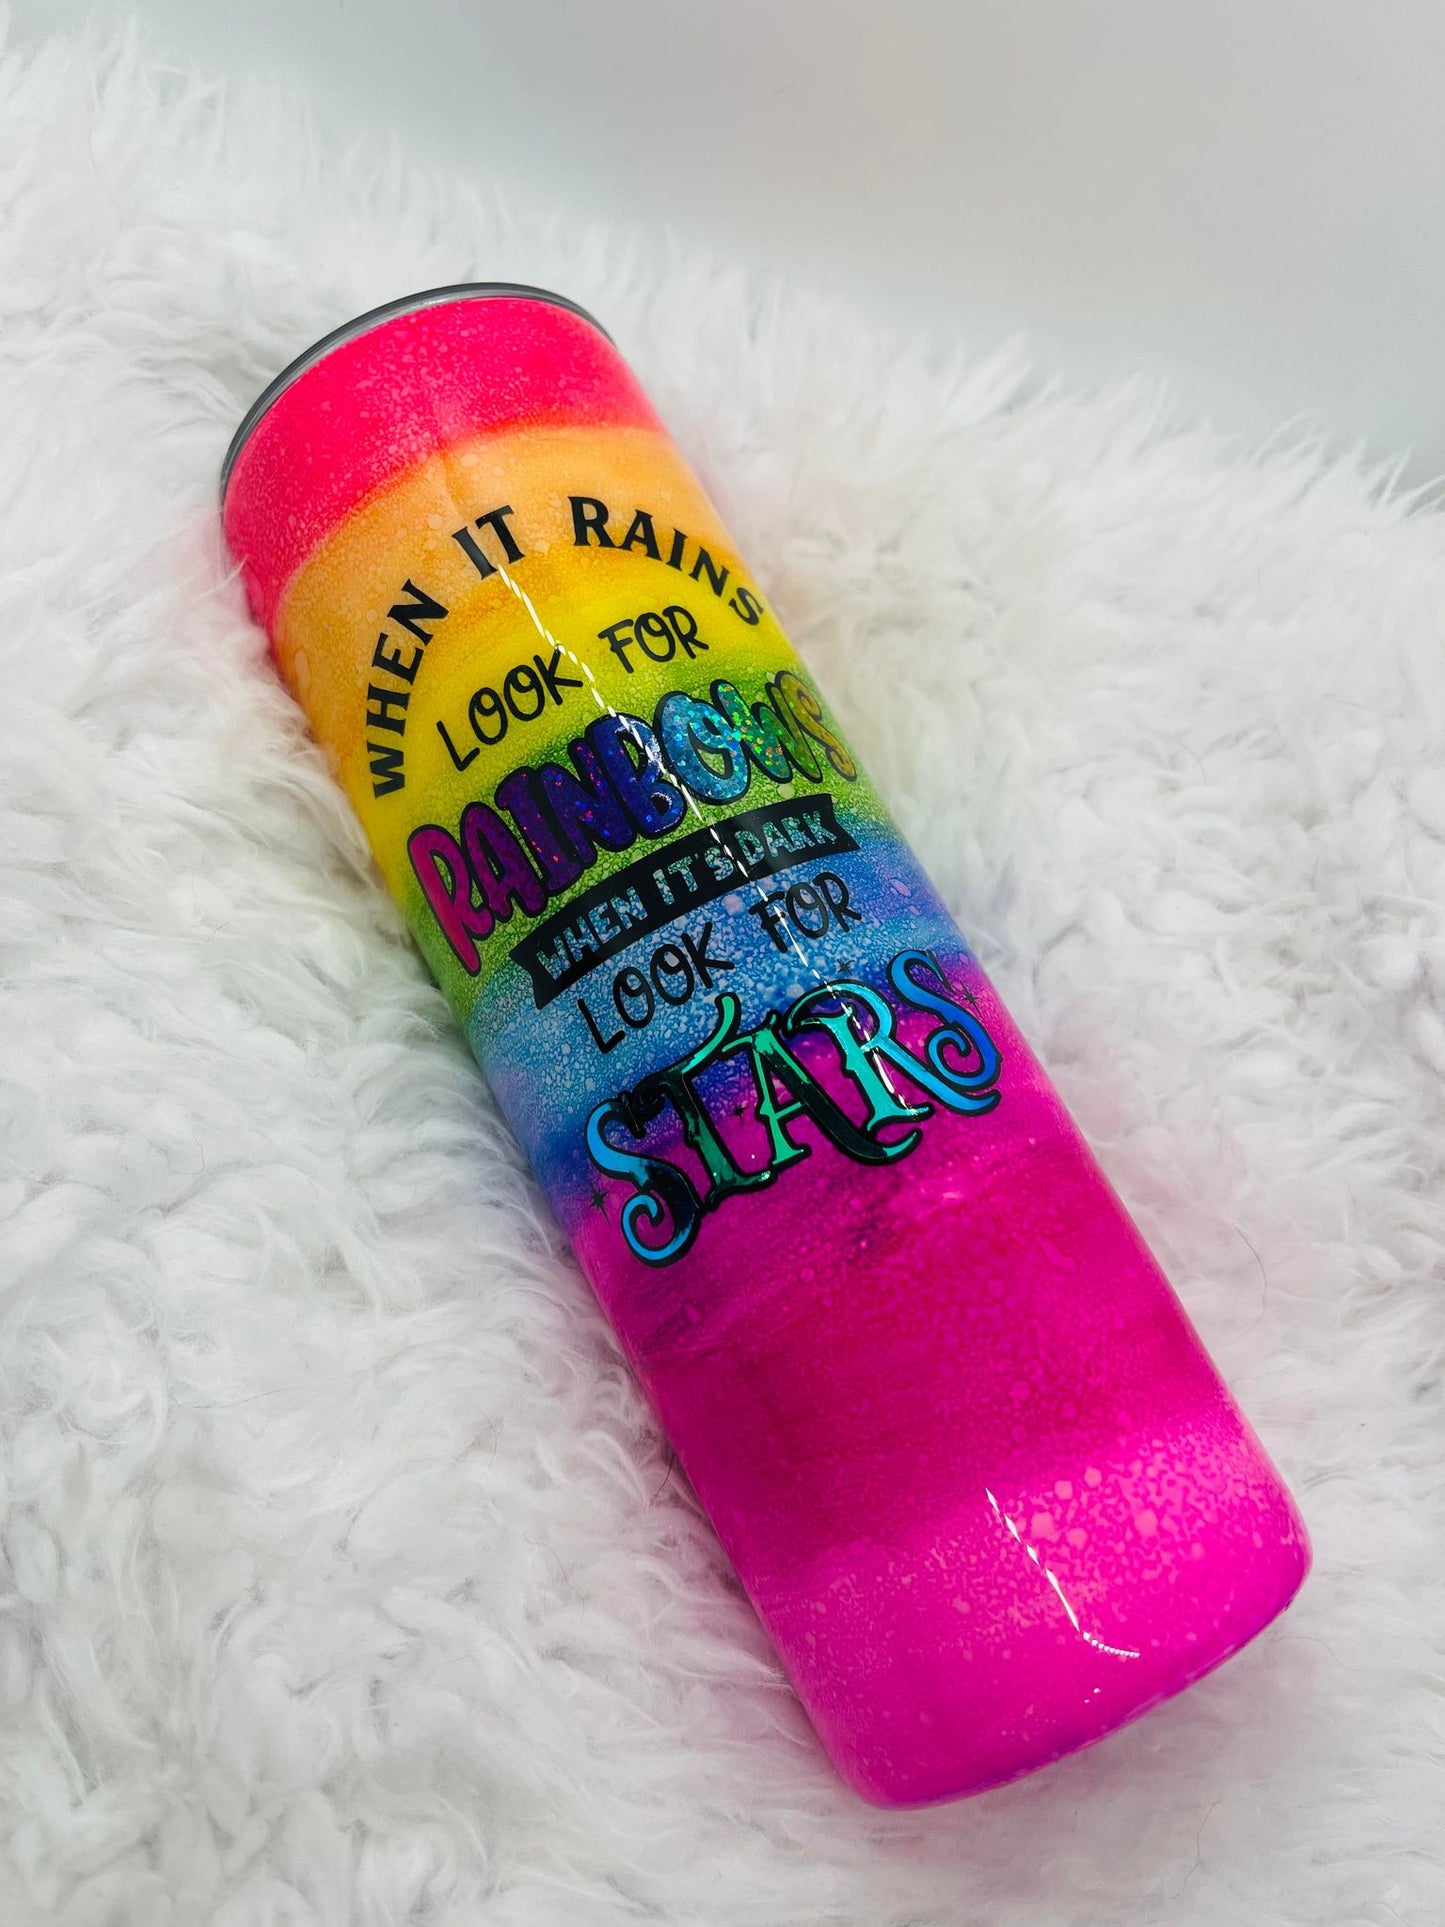 WHEN IT RAINS
LOOK FOR
RAINBOWS
WHEN IT'S DARK
LOOK FOR
STARS